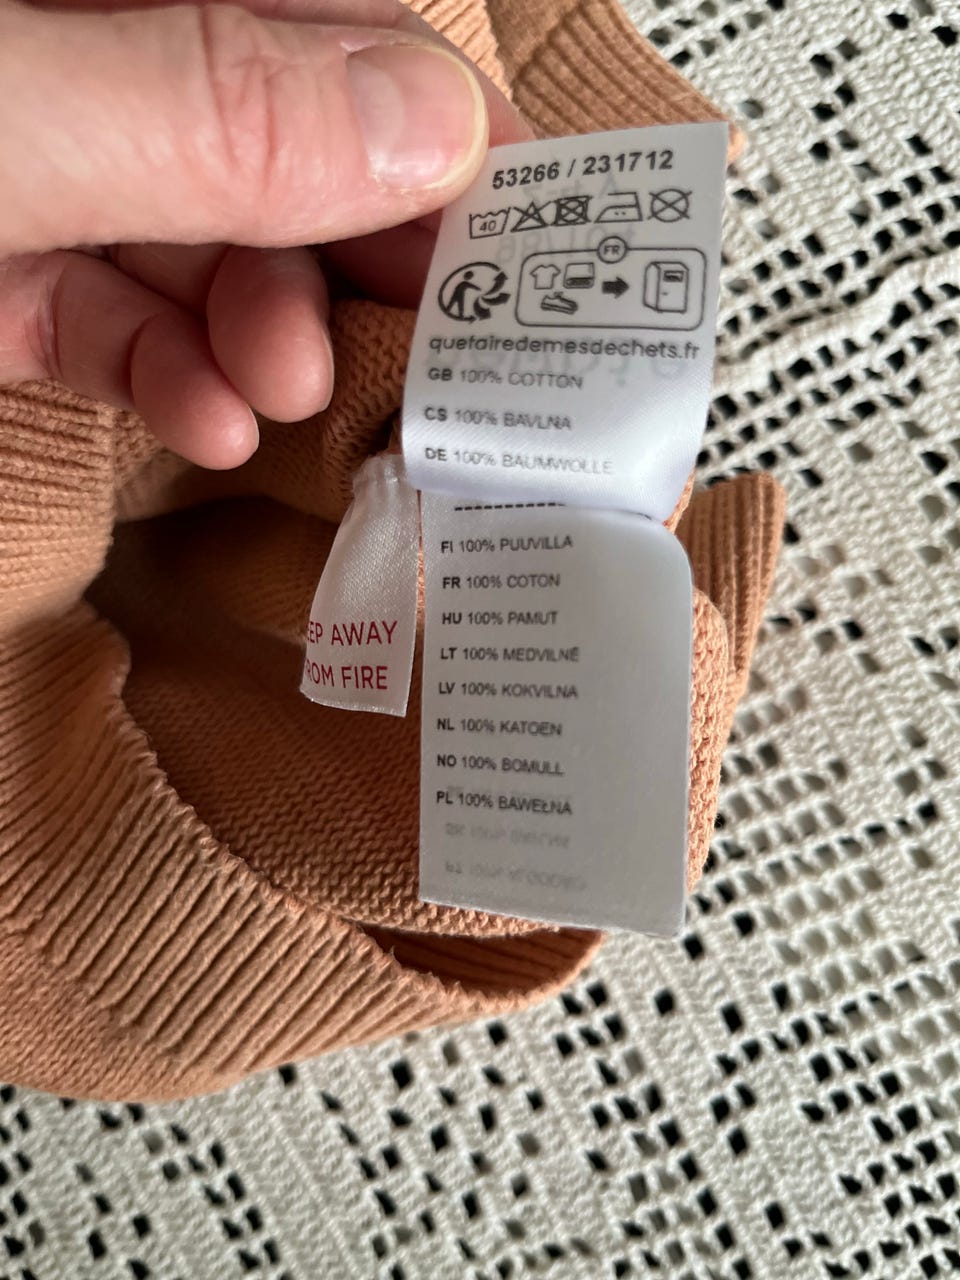 53266 / 231712
40
FR
quefairedemesdechets.fr
GB 100% COTTON
CS 100% BAVLNA
DE 100% BAUMWOLLE
FI 100% PUUVILLA
FR 100% COTON
HU 100% PAMUT
LT 100% MEDVILNĖ
LV 100% KOKVILNA
NL 100% KATOEN
NO 100% BOMULL
PL 100% BAWEŁNA
AWAY
FIRE